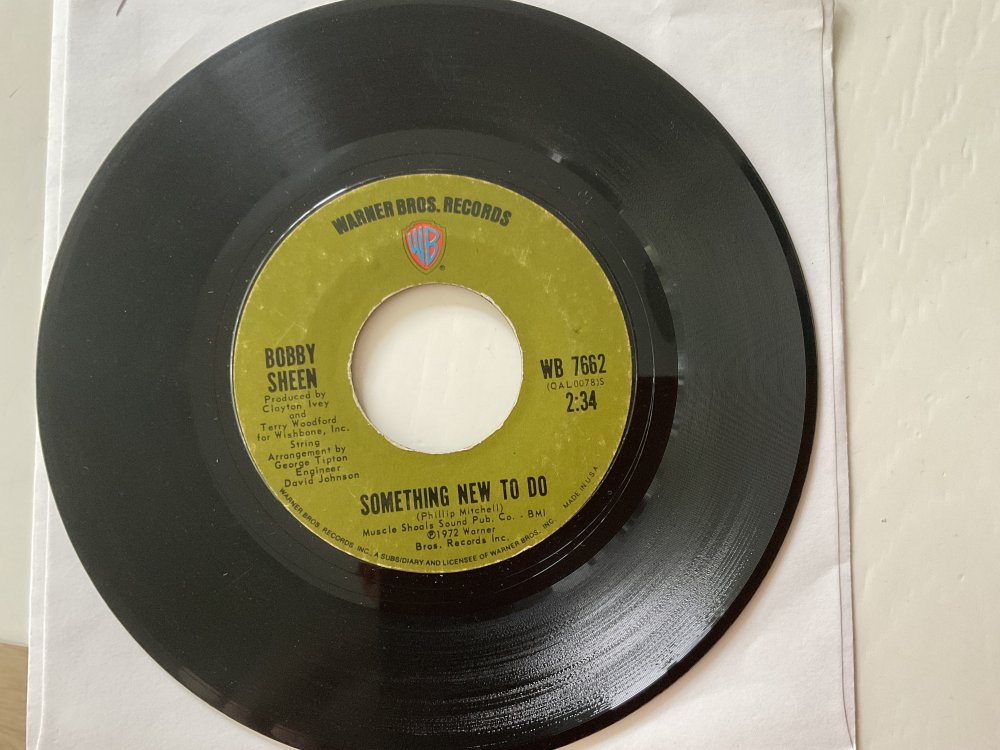 WARNER BROS. RECORDS
WB
®
BOBBY
SHEEN
Produced by
Clayton Ivey
and
Terry Woodford
for Wishbone, Inc.
String
Arrangement by
George Tipton
Engineer
David Johnson
WB 7662
(QAL0078)S
2:34
SOMETHING NEW TO DO
(Phillip Mitchell)
Muscle Shoals Sound Pub. Co. . BMI
℗1972 Warner
Bros. Records Inc.
WARNER BROS. RECORDS INC., A SUBSIDIARY AND LICENSEE OF WARNER BROS. INC. MADE IN U.S.A